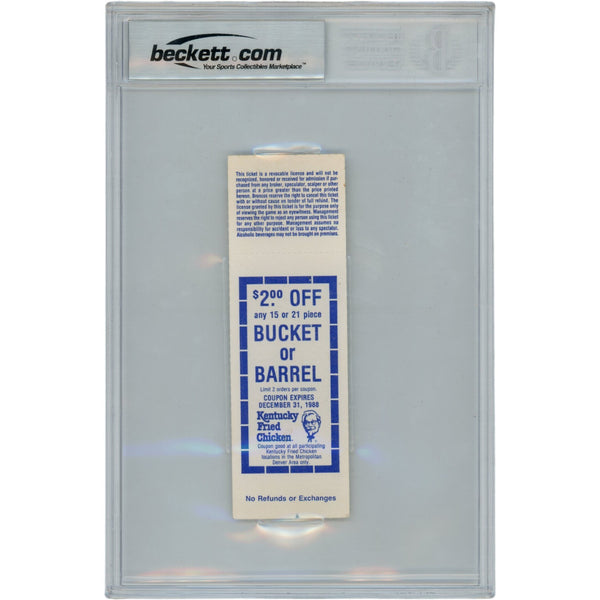 beckett.com
Your Sports Collectibles Marketplace™
This ticket is a revocable license and will not be
recognized, honored or received for admission if pur-
chased from any broker, speculator, scalper or other
person at a price greater than the price printed
hereon. Broncos reserve the right to cancel this ticket
with or without cause on tender of full refund. The
license granted by this ticket is for the purpose only
of viewing the game as an eyewitness. Management
reserves the right to reject any person using this ticket
for any and all causes. Management assumes no
responsibility for accident or loss to any spectator.
Alcoholic beverages may not be brought on premises.
$2.00 OFF
any 15 or 21 piece
BUCKET
or
BARREL
Limit 2 orders per coupon.
COUPON EXPIRES
DECEMBER 31, 1988
Kentucky
Fried
Chicken.
Coupon good at all participating
Kentucky Fried Chicken
locations in the Metropolitan
Denver Area only.
No Refunds or Exchanges